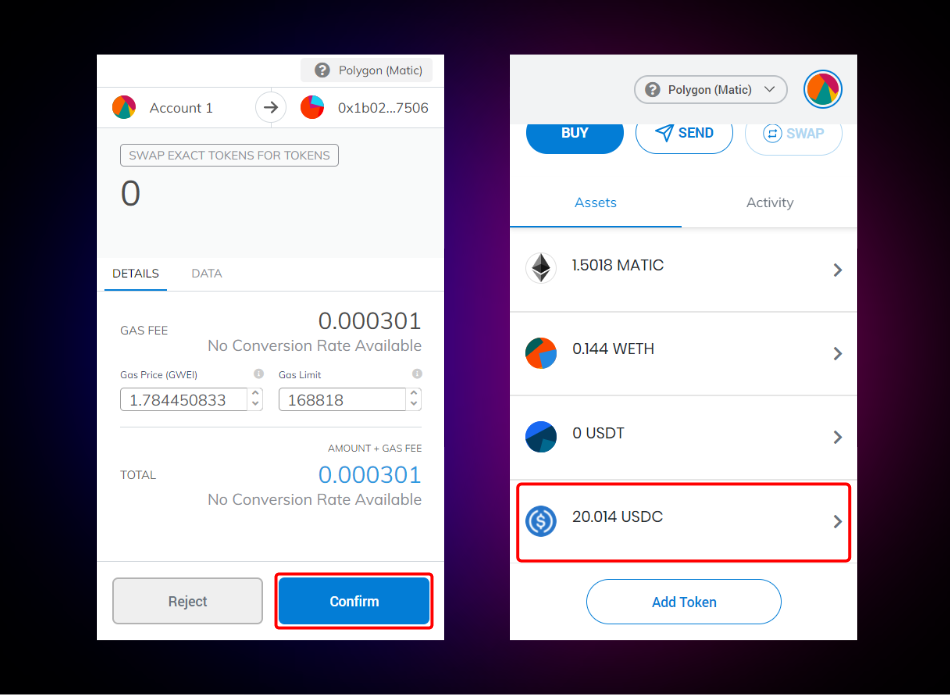 Polygon (Matic)
Account 1
0x1b02...7506
SWAP EXACT TOKENS FOR TOKENS
0
DETAILS
DATA
GAS FEE
0.000301
No Conversion Rate Available
Gas Price (GWEI)
Gas Limit
1.784450833
168818
AMOUNT + GAS FEE
TOTAL
0.000301
No Conversion Rate Available
Reject
Confirm
Polygon (Matic)
BUY
SEND
SWAP
Assets
Activity
1.5018 MATIC
0.144 WETH
0 USDT
20.014 USDC
Add Token